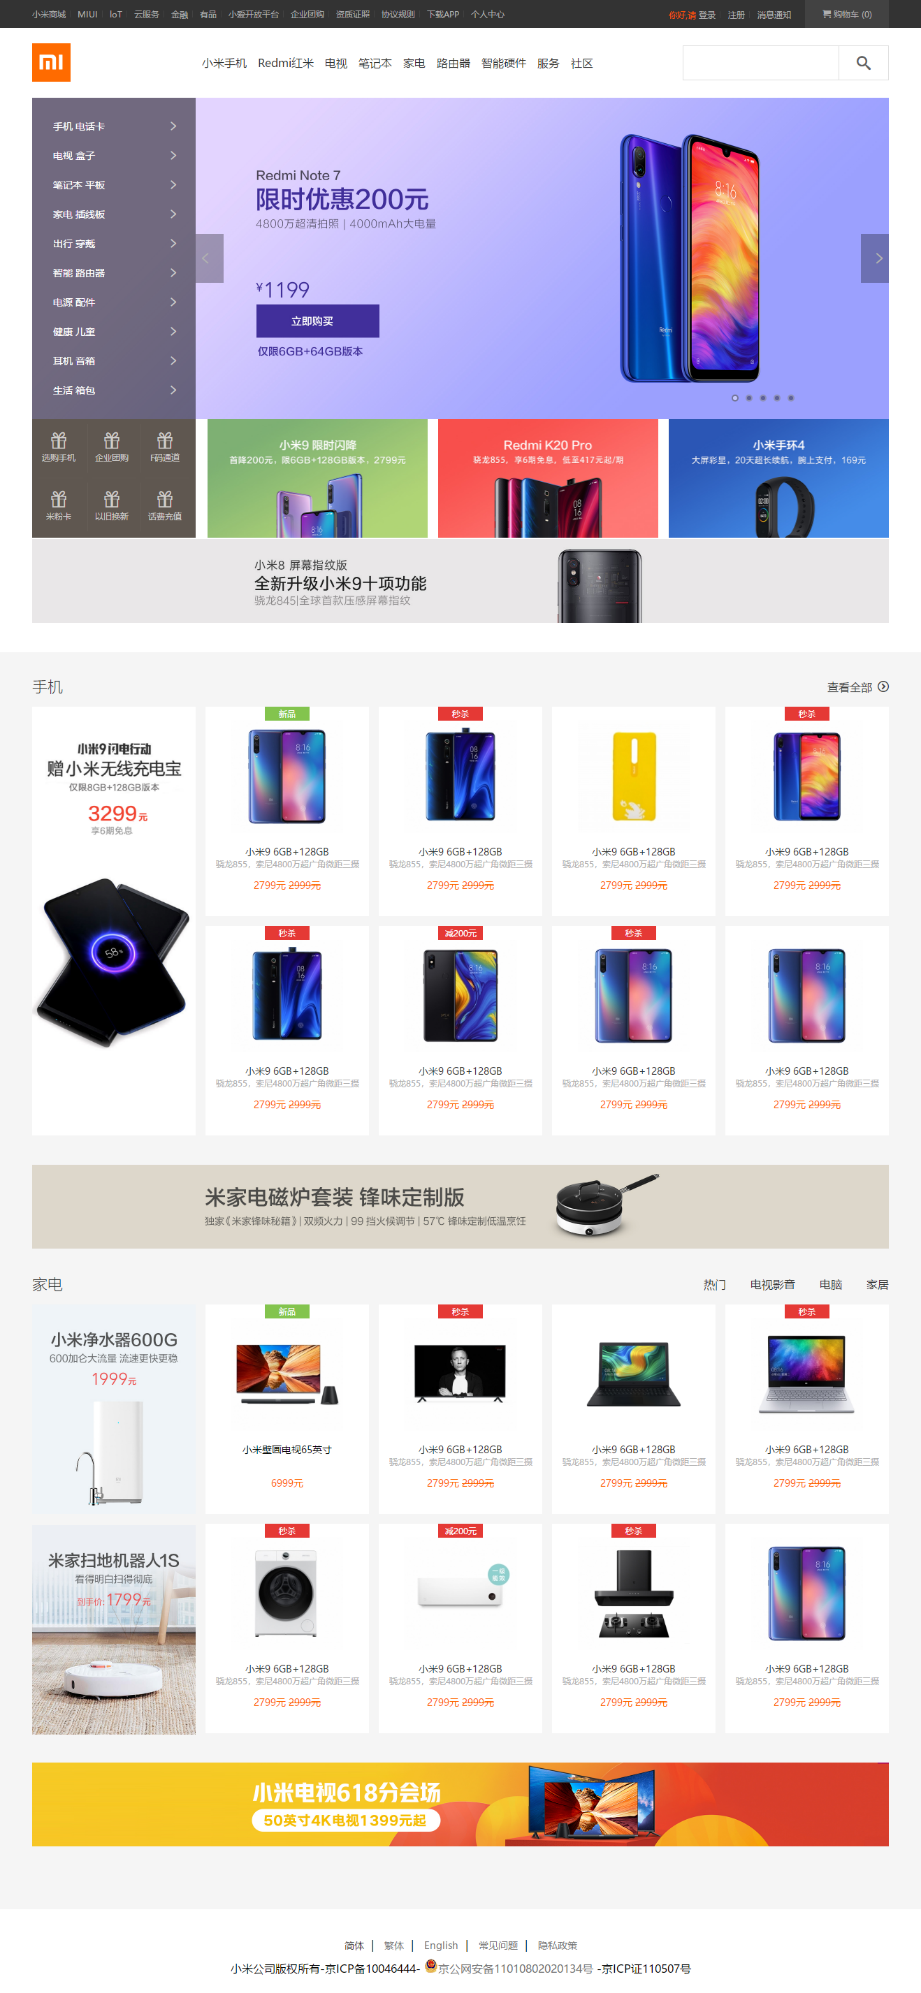 小米商城 MIUI IoT 云服务 金融 有品 小爱开放平台 企业团购 资质证照 协议规则 下载APP 个人中心 你好,请 登录 注册 消息通知 购物车 (0)
小米手机 Redmi红米 电视 笔记本 家电 路由器 智能硬件 服务 社区
手机 电话卡
电视 盒子
笔记本 平板
家电 插线板
出行 穿戴
智能 路由器
电源 配件
健康 儿童
耳机 音箱
生活 箱包
Redmi Note 7
限时优惠200元
4800万超清拍照 | 4000mAh大电量
¥1199
立即购买
仅限6GB+64GB版本
选购手机 企业团购 F码通道
米粉卡 以旧换新 话费充值
小米9 限时闪降
首降200元，限6GB+128GB版本，2799元
Redmi K20 Pro
骁龙855，享6期免息，低至417元起/期
小米手环4
大屏彩显，20天超长续航，腕上支付，169元
小米8 屏幕指纹版
全新升级小米9十项功能
骁龙845|全球首款压感屏幕指纹
手机 查看全部
小米9闪电行动
赠小米无线充电宝
仅限8GB+128GB版本
3299元
享6期免息
58
新品 秒杀 秒杀
小米9 6GB+128GB 小米9 6GB+128GB 小米9 6GB+128GB 小米9 6GB+128GB
骁龙855，索尼4800万超广角微距三摄 骁龙855，索尼4800万超广角微距三摄 骁龙855，索尼4800万超广角微距三摄 骁龙855，索尼4800万超广角微距三摄
2799元 2999元 2799元 2999元 2799元 2999元 2799元 2999元
秒杀 减200元 秒杀
小米9 6GB+128GB 小米9 6GB+128GB 小米9 6GB+128GB 小米9 6GB+128GB
骁龙855，索尼4800万超广角微距三摄 骁龙855，索尼4800万超广角微距三摄 骁龙855，索尼4800万超广角微距三摄 骁龙855，索尼4800万超广角微距三摄
2799元 2999元 2799元 2999元 2799元 2999元 2799元 2999元
米家电磁炉套装 锋味定制版
独家《米家锋味秘籍》| 双频火力 | 99 挡火候调节 | 57℃ 锋味定制低温烹饪
家电 热门 电视影音 电脑 家居
小米净水器600G
600加仑大流量 流速更快更稳
1999元
新品 秒杀 秒杀
小米壁画电视65英寸 小米9 6GB+128GB 小米9 6GB+128GB 小米9 6GB+128GB
骁龙855，索尼4800万超广角微距三摄 骁龙855，索尼4800万超广角微距三摄 骁龙855，索尼4800万超广角微距三摄
6999元 2799元 2999元 2799元 2999元 2799元 2999元
米家扫地机器人1S
看得明白扫得彻底
到手价:1799元
秒杀 减200元 秒杀
小米9 6GB+128GB 小米9 6GB+128GB 小米9 6GB+128GB 小米9 6GB+128GB
骁龙855，索尼4800万超广角微距三摄 骁龙855，索尼4800万超广角微距三摄 骁龙855，索尼4800万超广角微距三摄 骁龙855，索尼4800万超广角微距三摄
2799元 2999元 2799元 2999元 2799元 2999元 2799元 2999元
小米电视618分会场
50英寸4K电视1399元起
简体 | 繁体 | English | 常见问题 | 隐私政策
小米公司版权所有-京ICP备10046444- 京公网安备11010802020134号 -京ICP证110507号